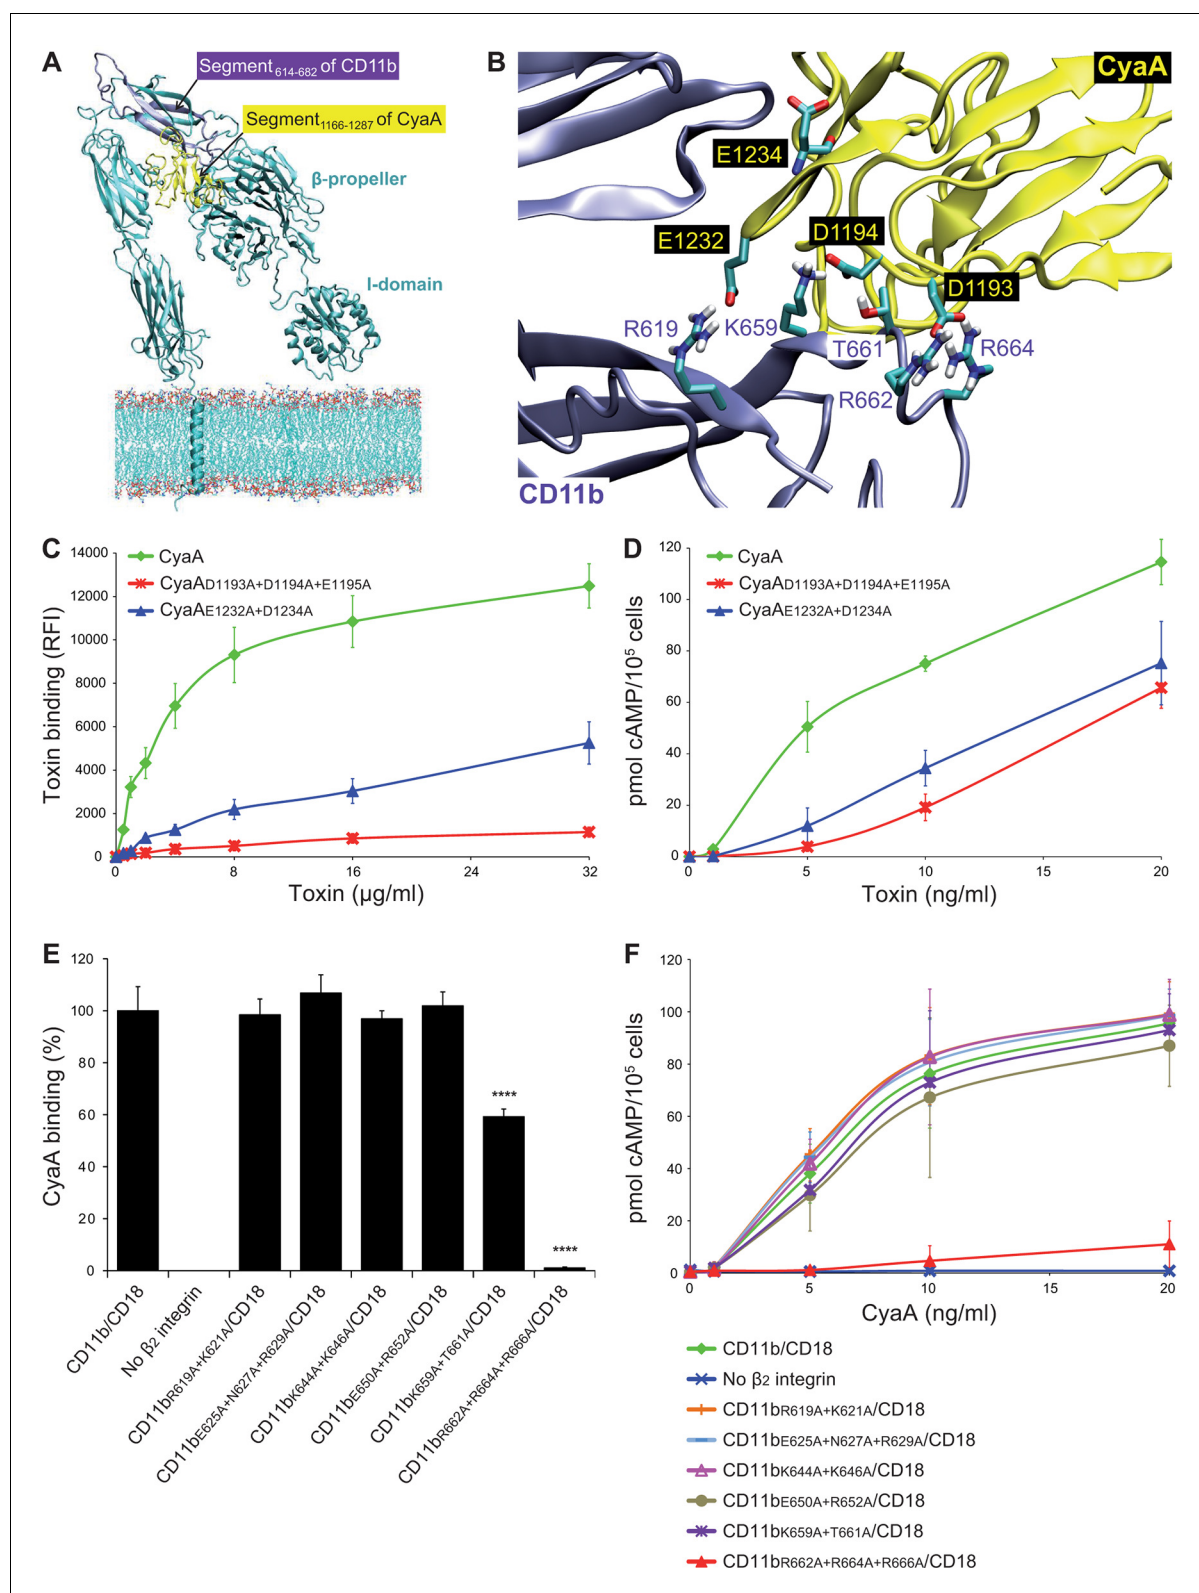 A
Segment614-682 of CD11b
Segment1166-1287 of CyaA
β-propeller
I-domain
B
CyaA
E1234
E1232
D1194
D1193
R619
K659
T661
R664
R662
CD11b
C
CyaA
CyaAD1193A+D1194A+E1195A
CyaAE1232A+D1234A
Toxin binding (RFI)
14000
12000
10000
8000
6000
4000
2000
0
0
8
16
24
32
Toxin (µg/ml)
D
CyaA
CyaAD1193A+D1194A+E1195A
CyaAE1232A+D1234A
pmol cAMP/10⁵ cells
120
100
80
60
40
20
0
0
5
10
15
20
Toxin (ng/ml)
E
CyaA binding (%)
120
100
80
60
40
20
0
****
****
CD11b/CD18
No β2 integrin
CD11bR619A+K621A/CD18
CD11bE625A+N627A+R629A/CD18
CD11bK644A+K646A/CD18
CD11bE650A+R652A/CD18
CD11bK659A+T661A/CD18
CD11bR662A+R664A+R666A/CD18
F
pmol cAMP/10⁵ cells
120
100
80
60
40
20
0
0
5
10
15
20
CyaA (ng/ml)
CD11b/CD18
No β2 integrin
CD11bR619A+K621A/CD18
CD11bE625A+N627A+R629A/CD18
CD11bK644A+K646A/CD18
CD11bE650A+R652A/CD18
CD11bK659A+T661A/CD18
CD11bR662A+R664A+R666A/CD18